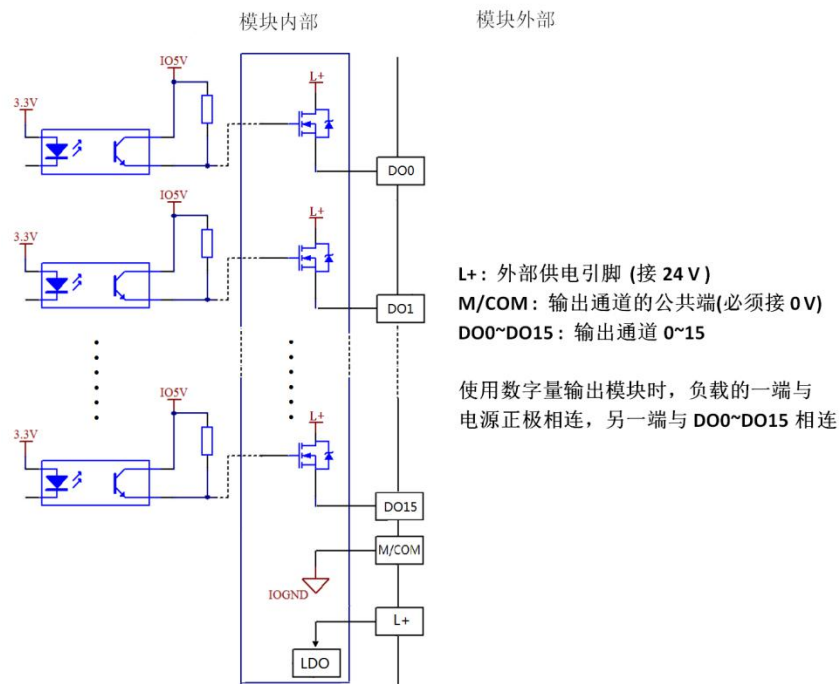 模块内部
模块外部
IO5V
L+
3.3V
DO0
IO5V
L+
3.3V
DO1
L+: 外部供电引脚 (接 24 V )
M/COM: 输出通道的公共端(必须接 0 V)
DO0~DO15: 输出通道 0~15
使用数字量输出模块时，负载的一端与
电源正极相连，另一端与 DO0~DO15 相连
IO5V
L+
3.3V
DO15
M/COM
IOGND
L+
LDO